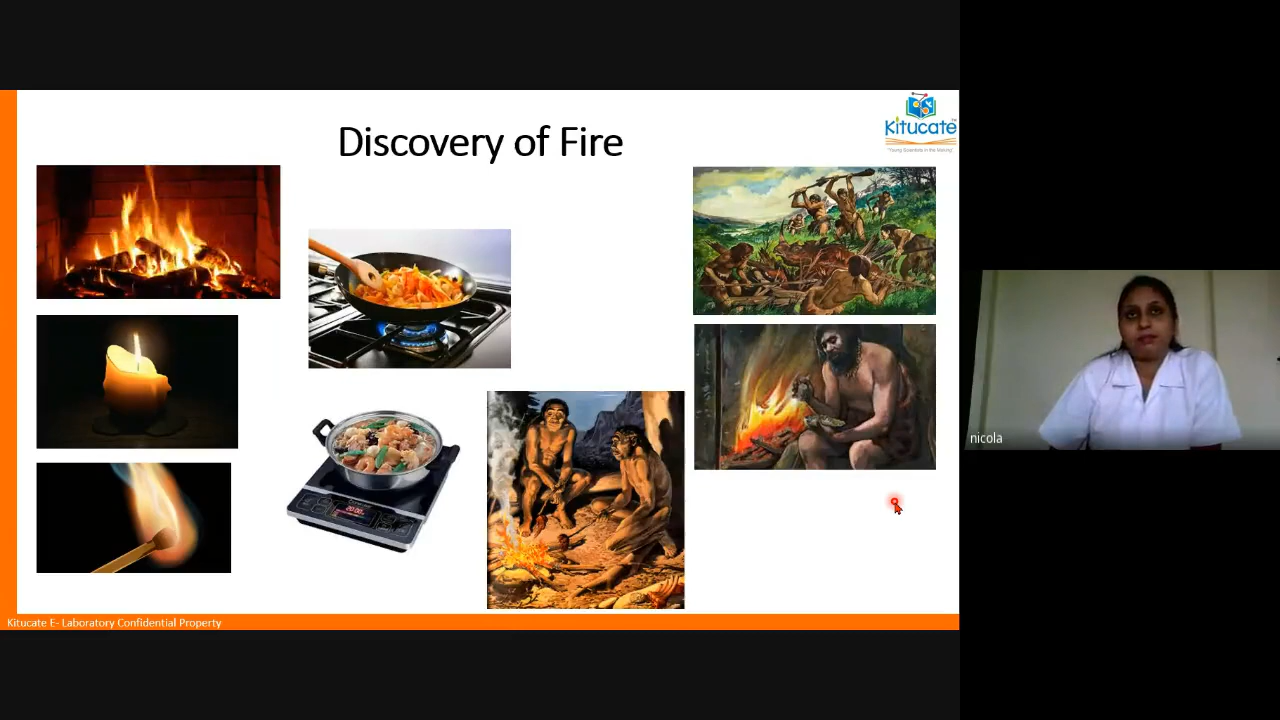 Discovery of Fire
Kitucate
"Young Scientists in the Making"
nicola
Kitucate E- Laboratory Confidential Property